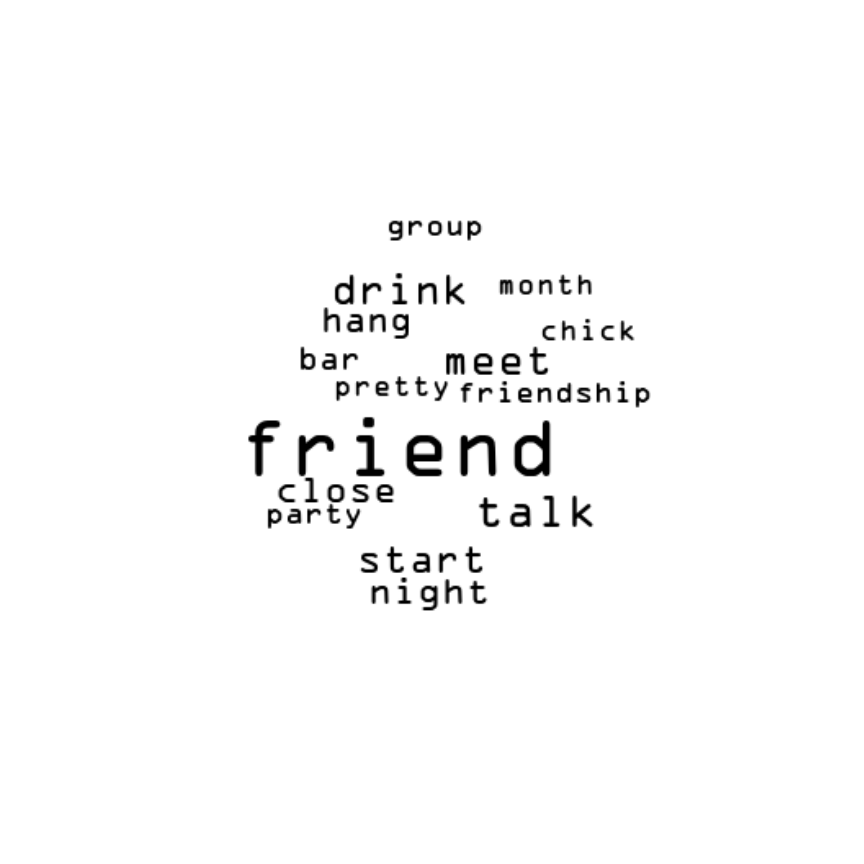 group
drink month
hang chick
bar meet
pretty friendship
friend
close
party talk
start
night